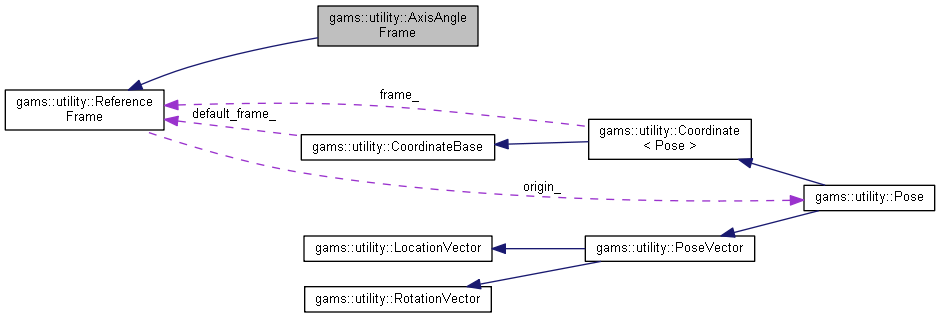 gams::utility::AxisAngle
Frame
gams::utility::Reference
Frame
frame_
default_frame_
gams::utility::Coordinate
< Pose >
gams::utility::CoordinateBase
origin_
gams::utility::Pose
gams::utility::LocationVector
gams::utility::PoseVector
gams::utility::RotationVector